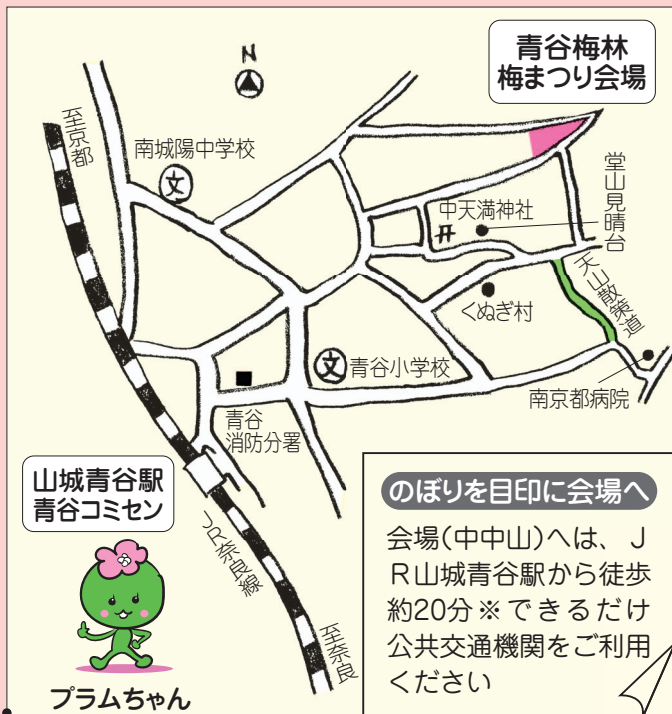 青谷梅林
梅まつり会場
N
至京都
南城陽中学校
文
中天満神社
堂山見晴台
くぬぎ村
天山散策道
文
青谷小学校
南京都病院
青谷
消防分署
山城青谷駅
青谷コミセン
JR奈良線
至奈良
プラムちゃん
のぼりを目印に会場へ
会場(中中山)へは、J
R山城青谷駅から徒歩
約20分※できるだけ
公共交通機関をご利用
ください